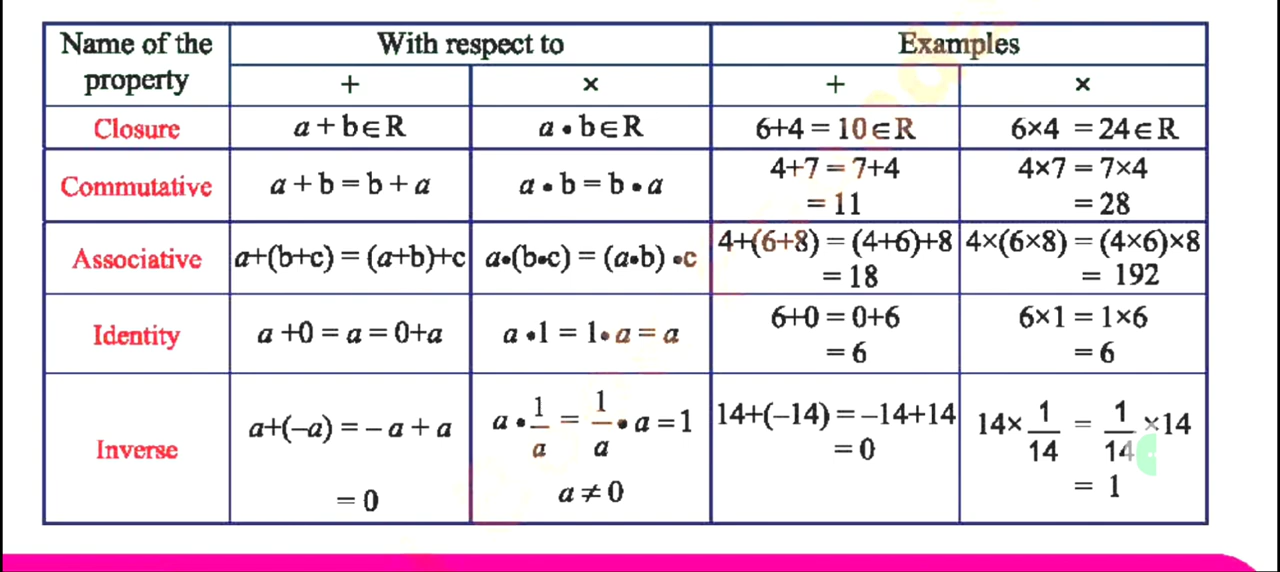 Name of the property | With respect to | Examples
+ | × | + | ×
Closure | a + b ∈ R | a • b ∈ R | 6+4 = 10 ∈ R | 6×4 = 24 ∈ R
Commutative | a + b = b + a | a • b = b • a | 4+7 = 7+4 | 4×7 = 7×4
= 11 | = 28
Associative | a+(b+c) = (a+b)+c | a•(b•c) = (a•b) •c | 4+(6+8) = (4+6)+8 | 4×(6×8) = (4×6)×8
= 18 | = 192
Identity | a +0 = a = 0+a | a •1 = 1• a = a | 6+0 = 0+6 | 6×1 = 1×6
= 6 | = 6
Inverse | a+(–a) = – a + a | a • 1/a = 1/a • a = 1 | 14+(–14) = –14+14 | 14× 1/14 = 1/14 ×14
= 0 | a ≠ 0 | = 0 | = 1